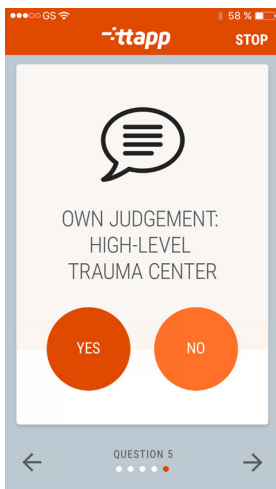 GS 58 %
ttapp STOP
OWN JUDGEMENT:
HIGH-LEVEL
TRAUMA CENTER
YES NO
QUESTION 5